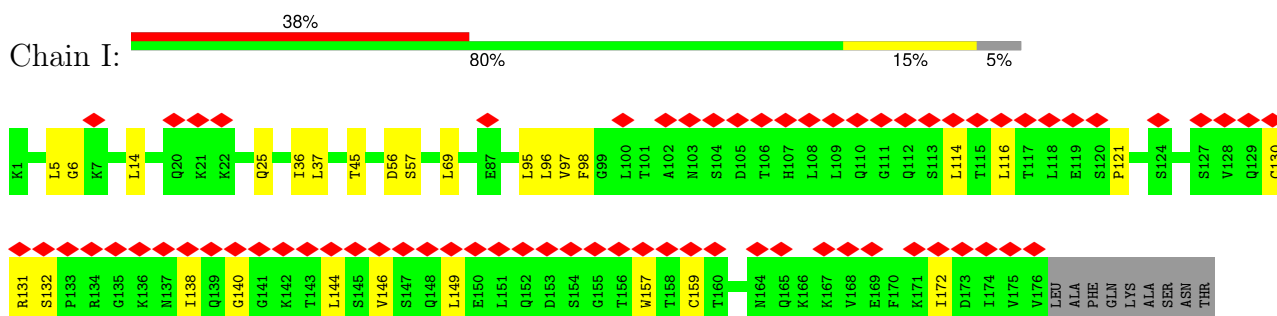 38%
Chain I:
80% 15% 5%
K1 L5 G6 K7 L14 Q20 K21 K22 Q25 I36 L37 T45 D56 S57 L69 E87 L95 L96 V97 F98 G99 L100 T101 A102 N103 S104 D105 T106 H107 L108 L109 Q110 G111 Q112 S113 L114 T115 L116 T117 L118 E119 S120 P121 S124 S127 V128 Q129 G130
R131 S132 P133 R134 G135 K136 N137 I138 Q139 G140 G141 K142 T143 L144 S145 V146 S147 Q148 L149 E150 L151 Q152 D153 S154 G155 T156 W157 T158 C159 T160 N164 Q165 K166 K167 V168 E169 F170 K171 I172 D173 I174 V175 V176 LEU ALA PHE GLN LYS ALA SER ASN THR